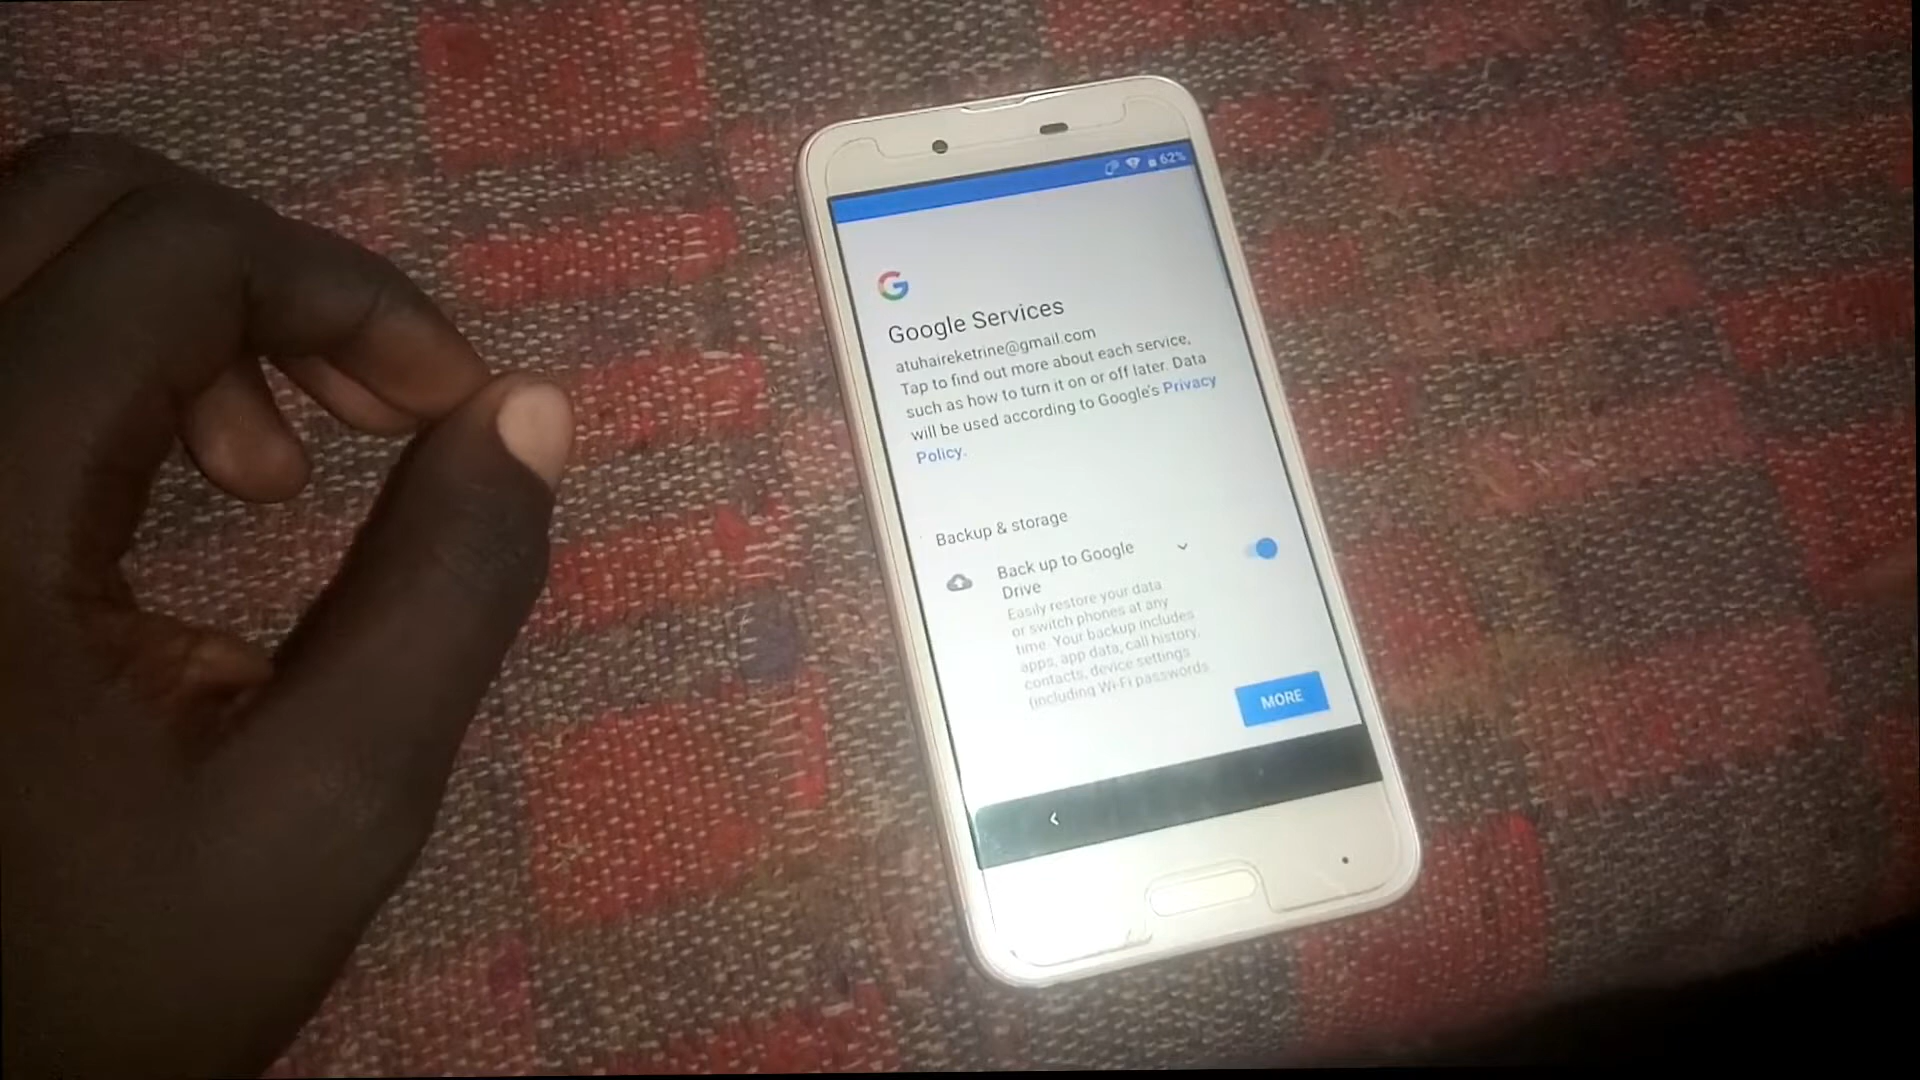 62%
Google Services
atuhaireketrine@gmail.com
Tap to find out more about each service,
such as how to turn it on or off later. Data
will be used according to Google's Privacy
Policy.
Backup & storage
Back up to Google
Drive
Easily restore your data
or switch phones at any
time. Your backup includes
apps, app data, call history,
contacts, device settings
(including Wi-Fi passwords
MORE